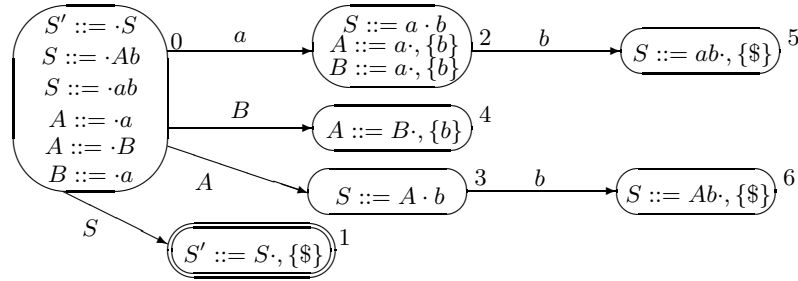 S′ ::= ·S
S ::= ·Ab
S ::= ·ab
A ::= ·a
A ::= ·B
B ::= ·a
0
a
S ::= a · b
A ::= a·, {b}
B ::= a·, {b}
2
b
S ::= ab·, {$}
5
B
A ::= B·, {b}
4
A
S ::= A · b
3
b
S ::= Ab·, {$}
6
S
S′ ::= S·, {$}
1